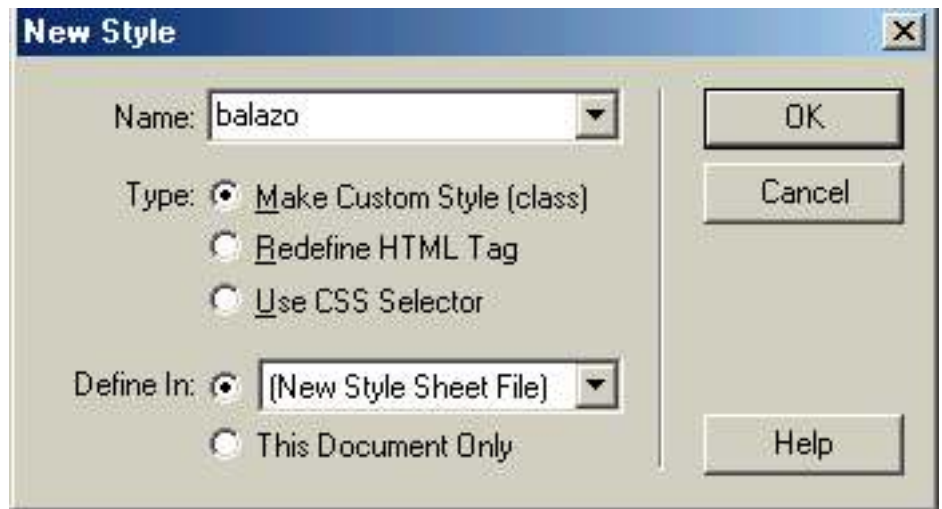 New Style
Name: balazo
OK
Type: Make Custom Style (class)
Cancel
Redefine HTML Tag
Use CSS Selector
Define In: (New Style Sheet File)
This Document Only
Help